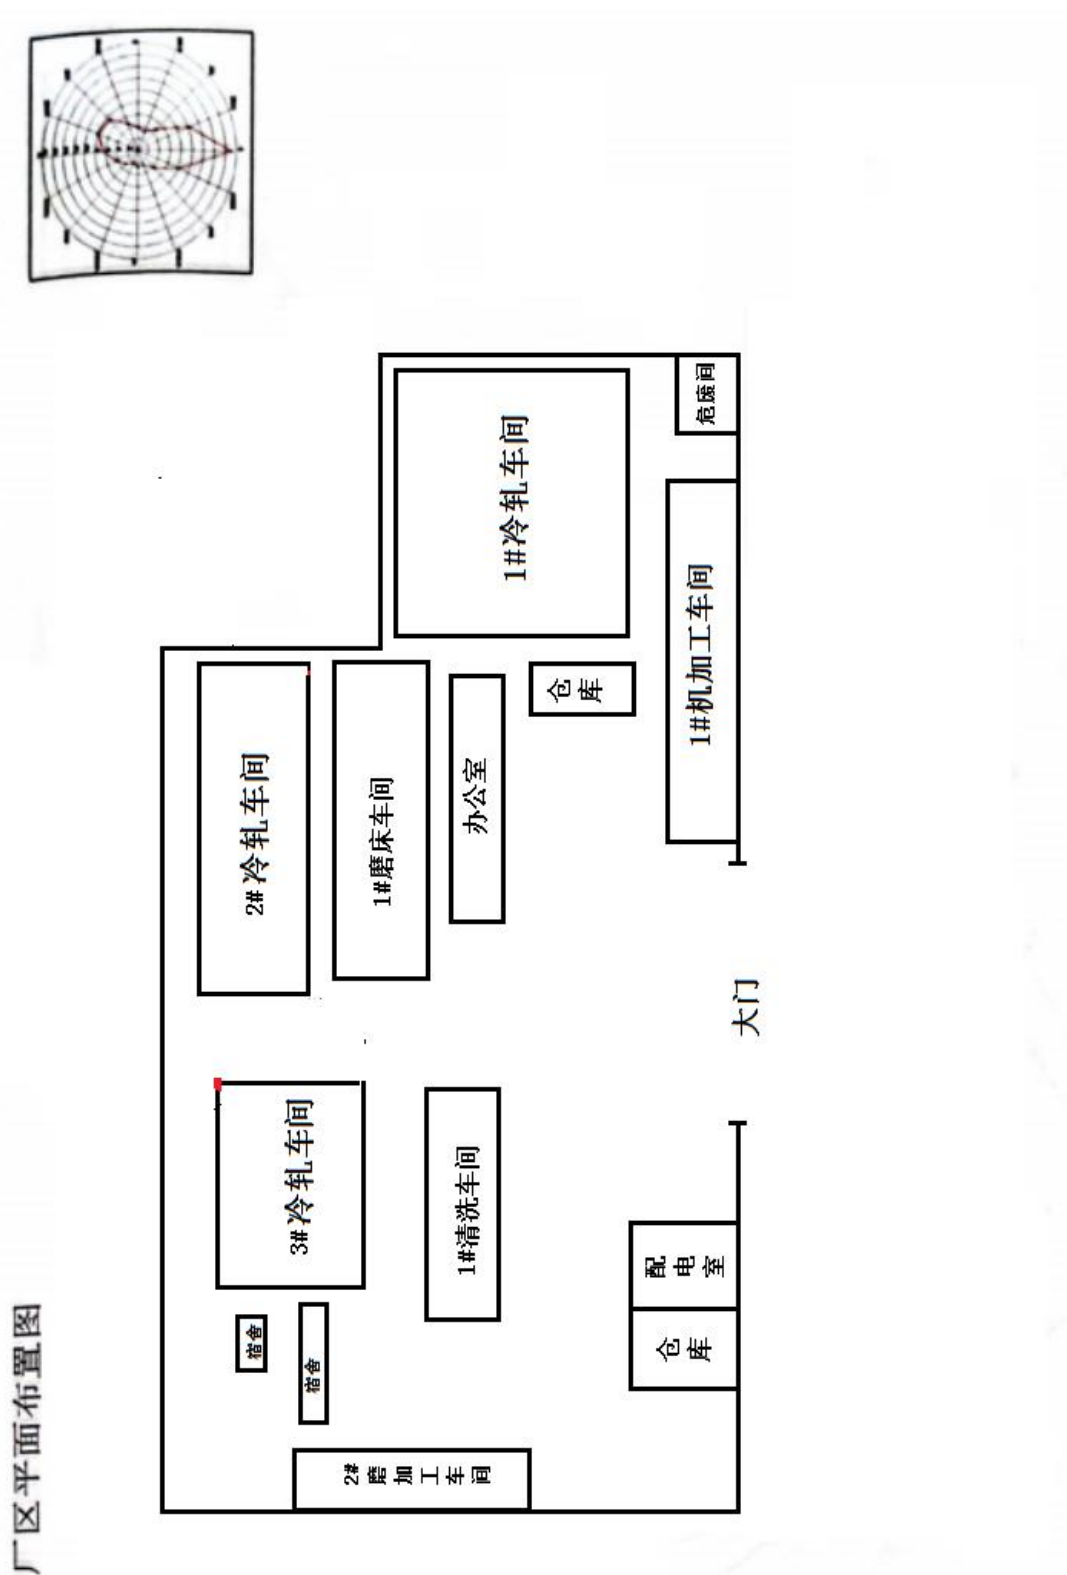 厂区平面布置图
2#磨加工车间
宿舍
宿舍
3#冷轧车间
1#清洗车间
仓库
配电室
大门
2#冷轧车间
1#磨床车间
办公室
仓库
1#机加工车间
1#冷轧车间
危废间